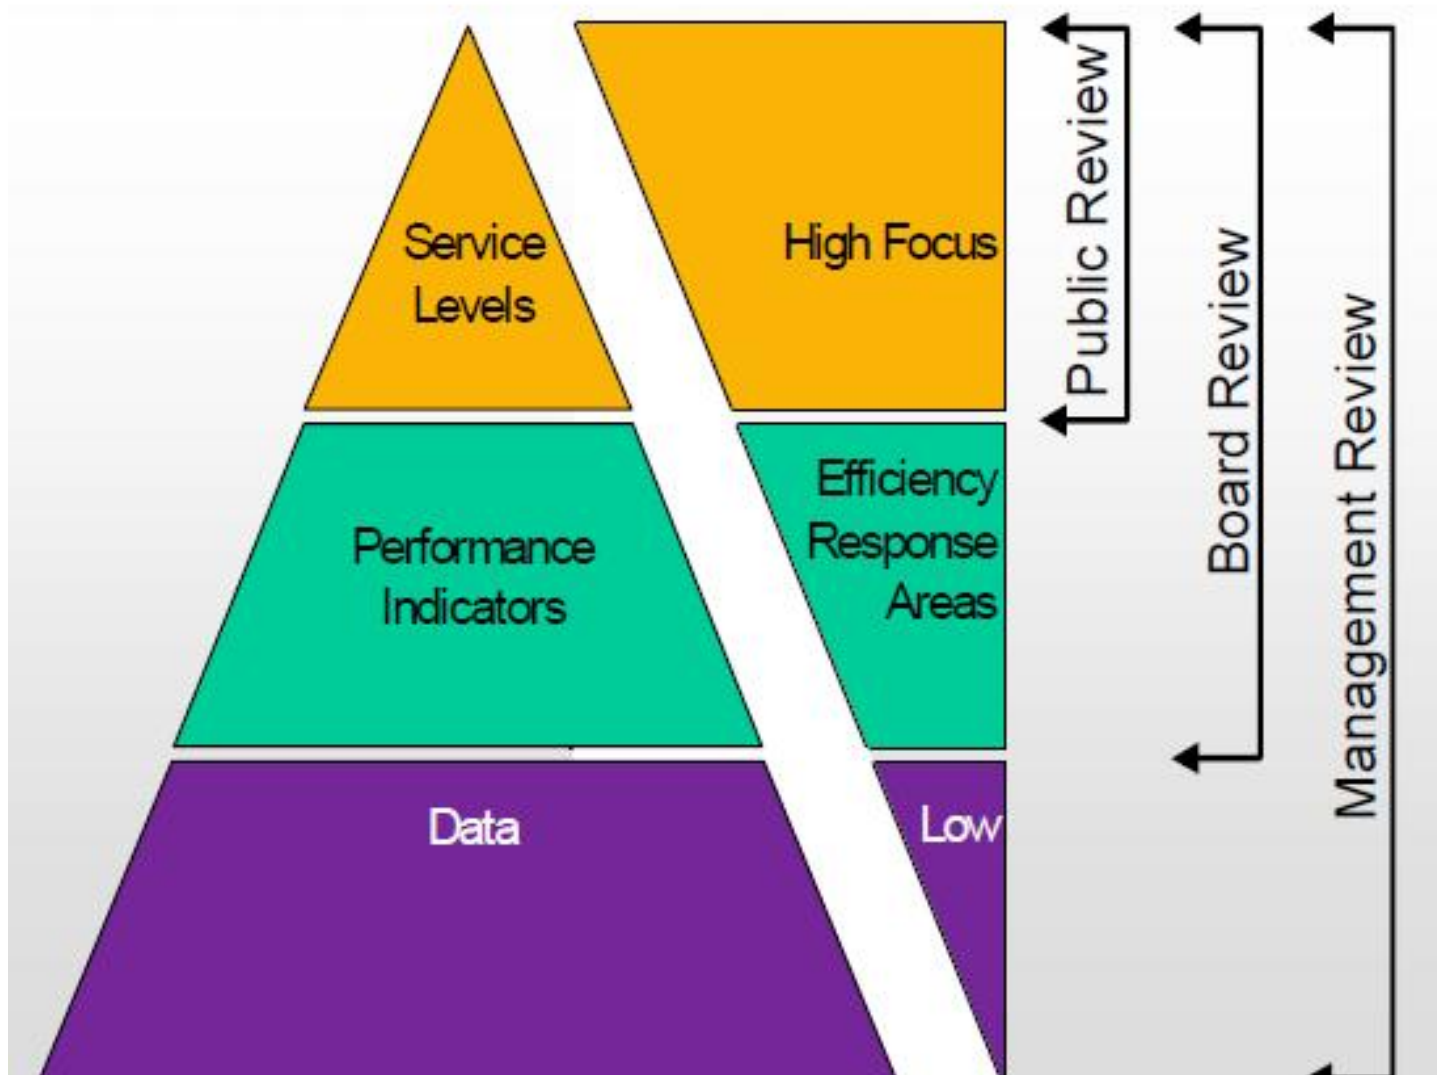 Service
Levels
High Focus
Performance
Indicators
Efficiency
Response
Areas
Data
Low
Public Review
Board Review
Management Review